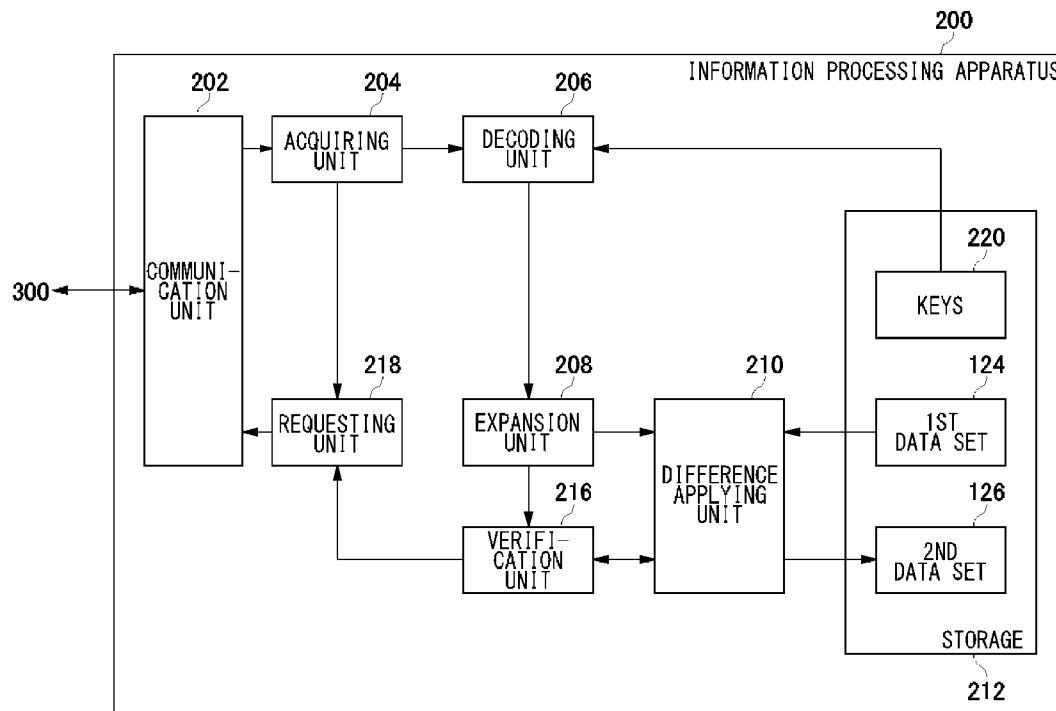 200
INFORMATION PROCESSING APPARATUS
202
204
206
ACQUIRING
UNIT
DECODING
UNIT
220
KEYS
300
COMMUNI-
CATION
UNIT
218
208
210
124
REQUESTING
UNIT
EXPANSION
UNIT
1ST
DATA SET
DIFFERENCE
APPLYING
UNIT
216
126
VERIFI-
CATION
UNIT
2ND
DATA SET
STORAGE
212